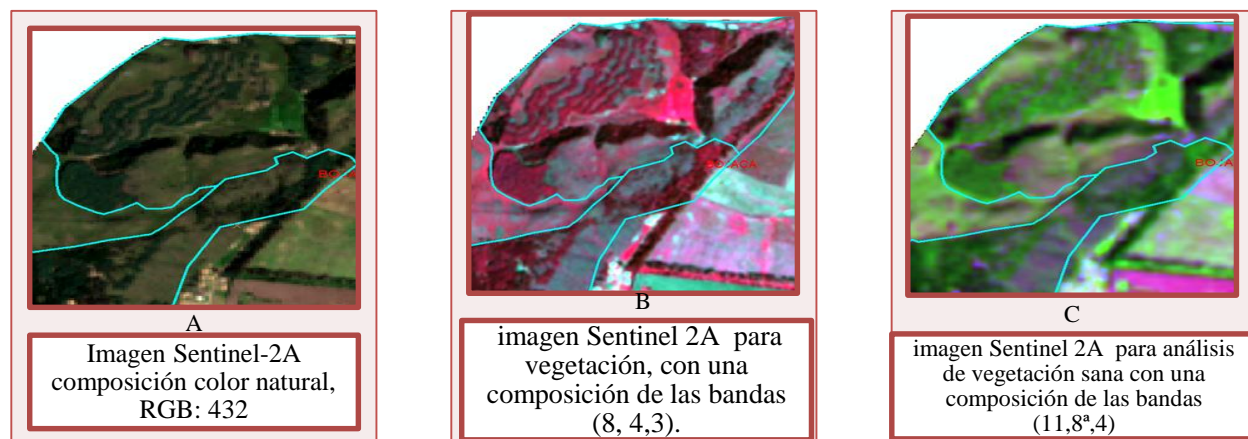 BOYACA
BO
A
Imagen Sentinel-2A
composición color natural,
RGB: 432
B
imagen Sentinel 2A para
vegetación, con una
composición de las bandas
(8, 4,3).
C
imagen Sentinel 2A para análisis
de vegetación sana con una
composición de las bandas
(11,8ª,4)